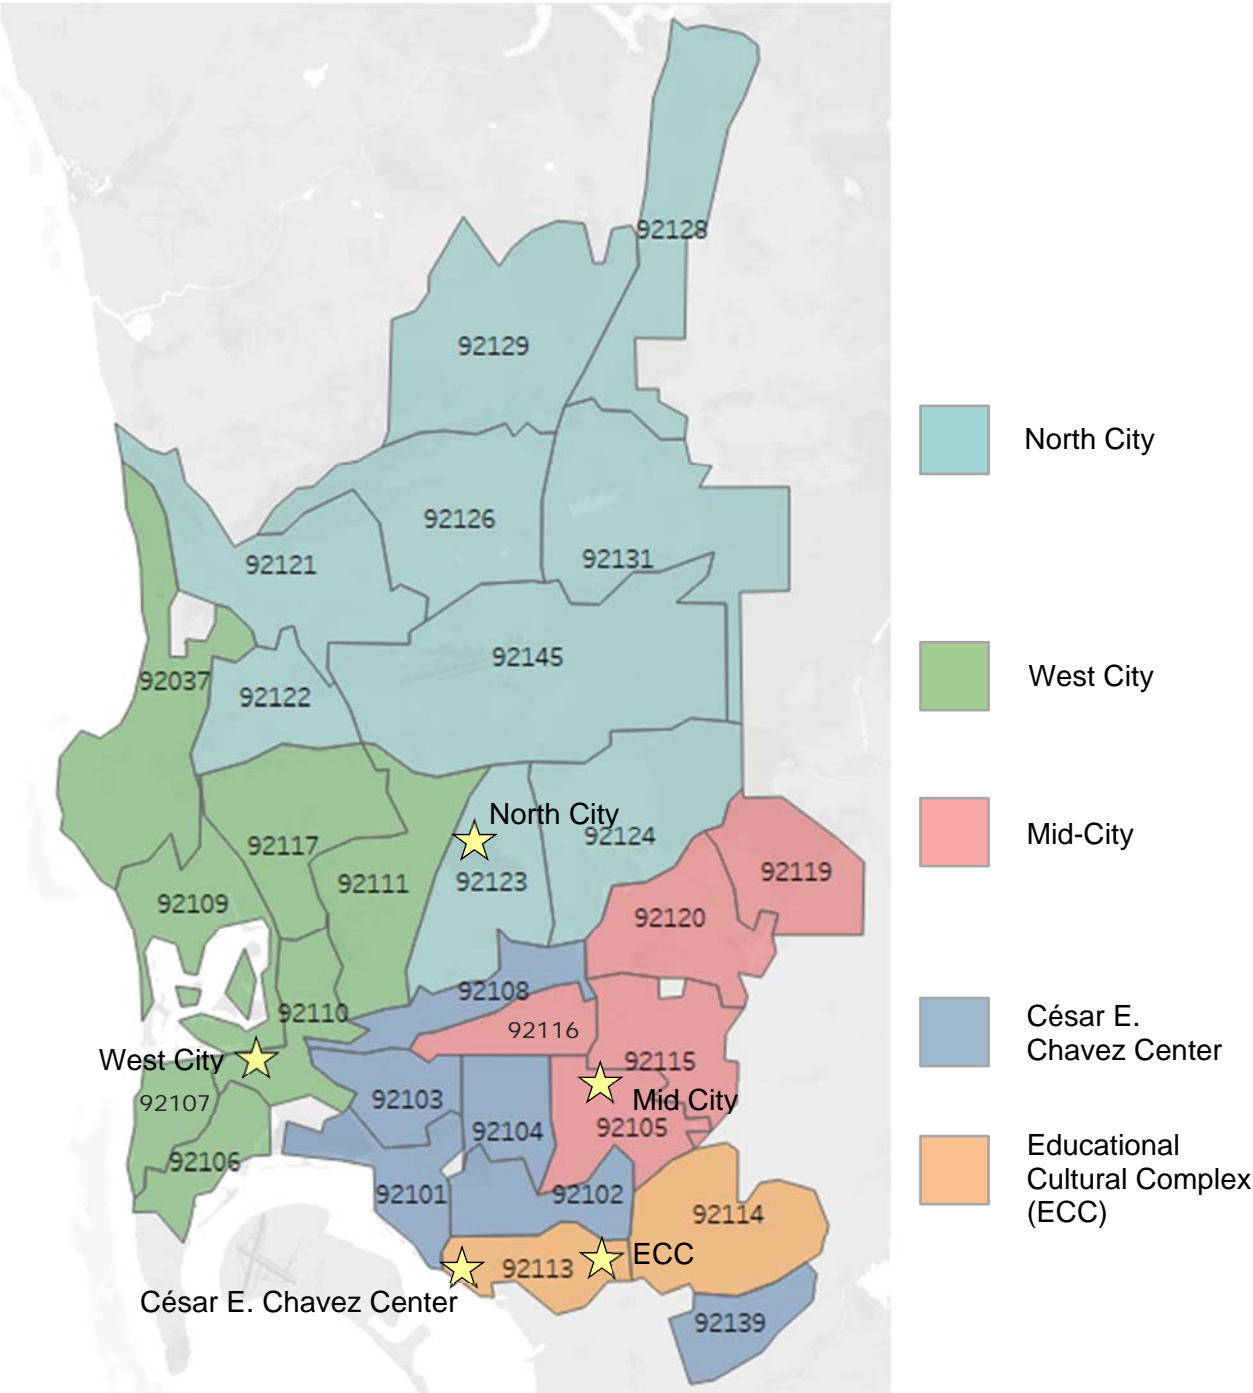 92128
92129
92126
92131
92121
92145
92037
92122
North City
92117
92124
92111
92123
92119
92109
92120
92108
92110
92116
West City
92115
92107
92103
Mid City
92104
92105
92106
92101
92102
92114
ECC
92113
César E. Chavez Center
92139
North City
West City
Mid-City
César E.
Chavez Center
Educational
Cultural Complex
(ECC)